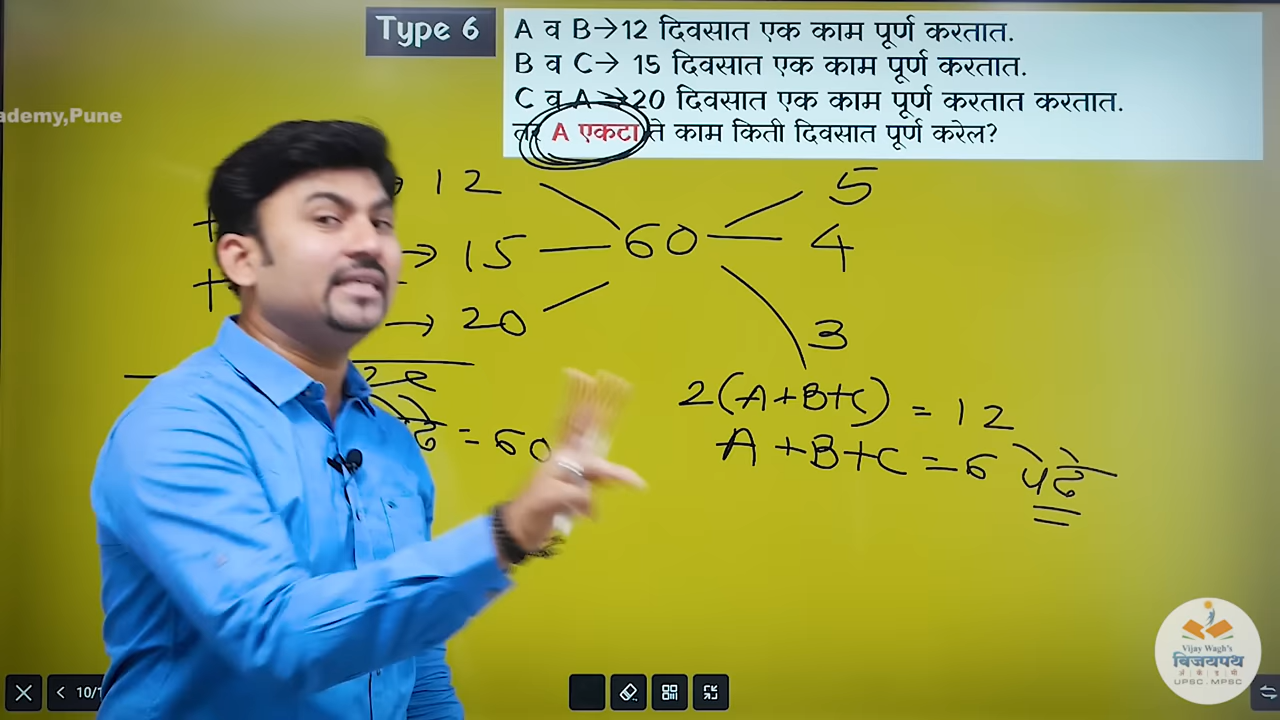 Type 6
A व B→12 दिवसात एक काम पूर्ण करतात.
B व C→ 15 दिवसात एक काम पूर्ण करतात.
C व A →20 दिवसात एक काम पूर्ण करतात करतात.
तर A एकटा ते काम किती दिवसात पूर्ण करेल?
ademy,Pune
12
+ → 15
+ → 20
60
5
4
3
= 60
2(A+B+C) = 12
A+B+C = 6 पेढे
10/1
Vijay Wagh's
विजयपथ
UPSC . MPSC